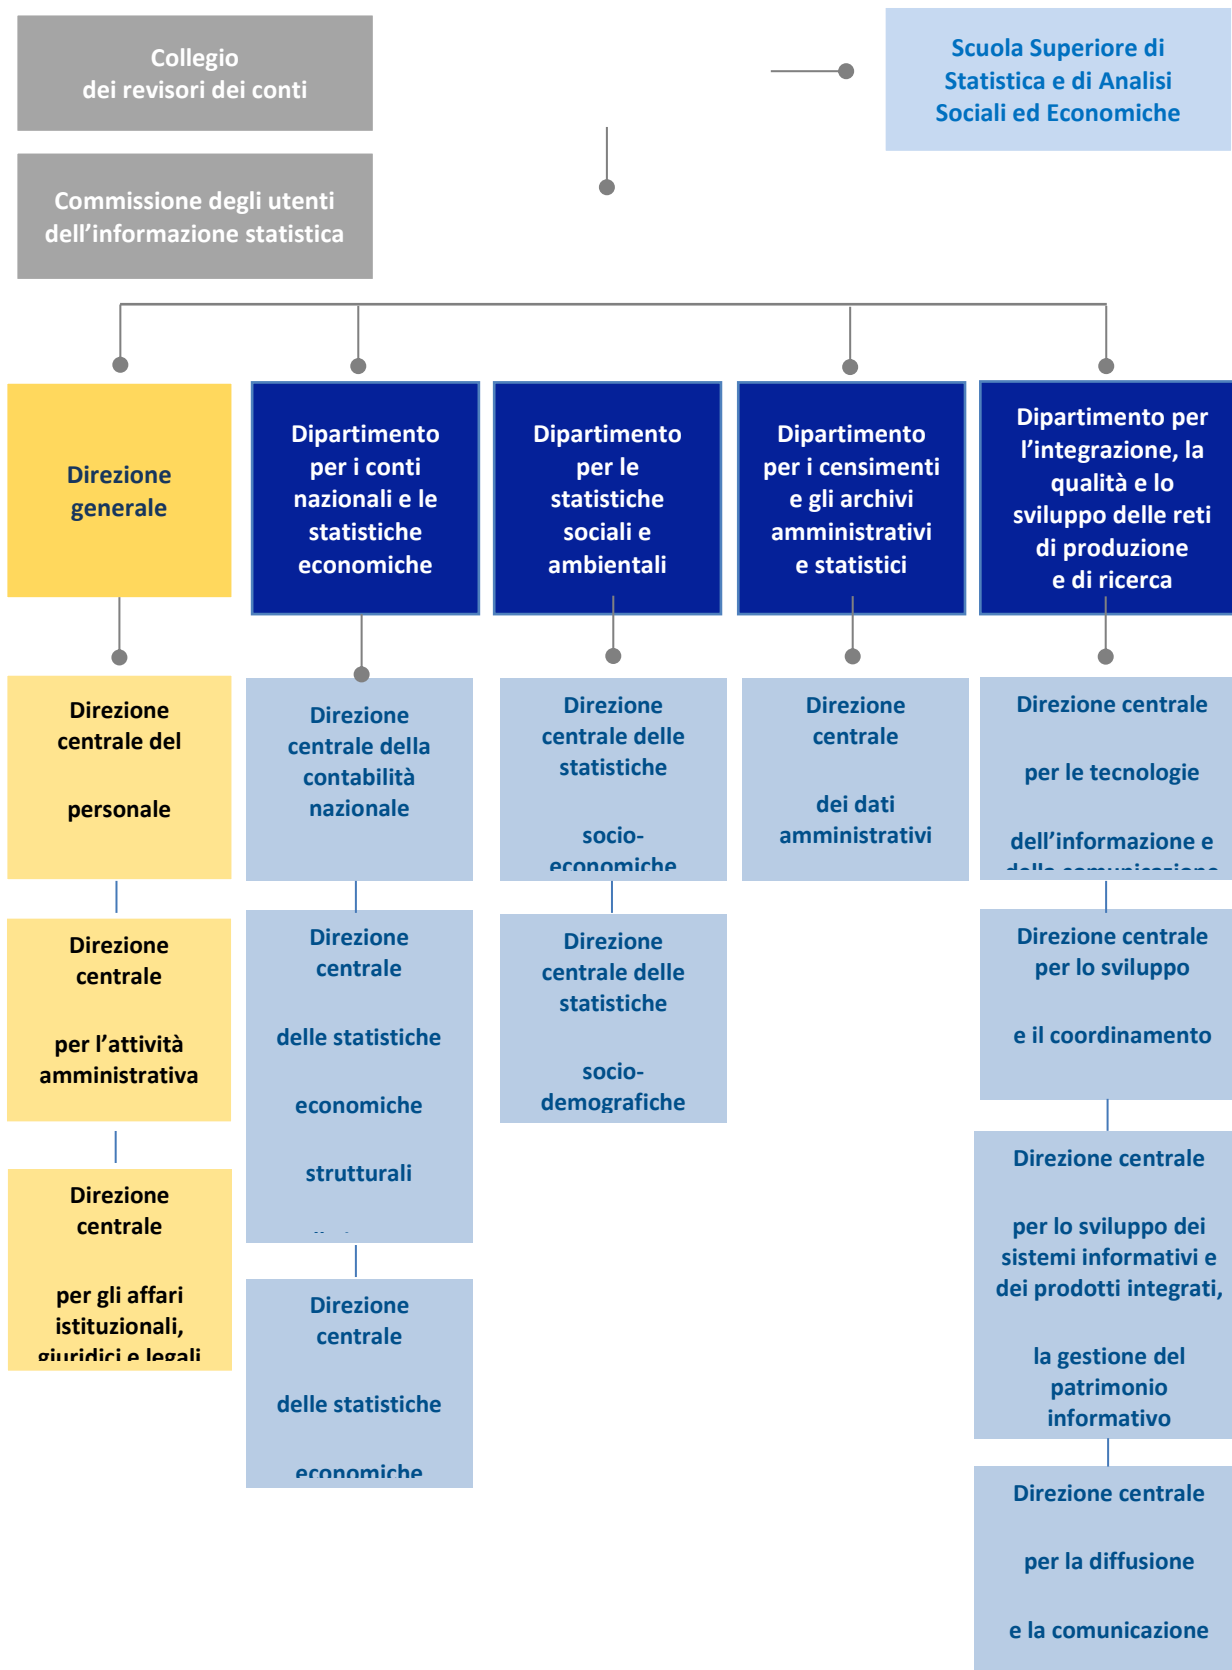 Collegio
dei revisori dei conti
Scuola Superiore di
Statistica e di Analisi
Sociali ed Economiche
Commissione degli utenti
dell’informazione statistica
Direzione
generale
Dipartimento
per i conti
nazionali e le
statistiche
economiche
Dipartimento
per le
statistiche
sociali e
ambientali
Dipartimento
per i censimenti
e gli archivi
amministrativi
e statistici
Dipartimento per
l’integrazione, la
qualità e lo
sviluppo delle reti
di produzione
e di ricerca
Direzione
centrale del
personale
Direzione
centrale
per l’attività
amministrativa
Direzione
centrale
per gli affari
istituzionali,
giuridici e legali
Direzione
centrale della
contabilità
nazionale
Direzione
centrale
delle statistiche
economiche
strutturali
Direzione
centrale
delle statistiche
economiche
Direzione
centrale delle
statistiche
socio-
economiche
Direzione
centrale delle
statistiche
socio-
demografiche
Direzione
centrale
dei dati
amministrativi
Direzione centrale
per le tecnologie
dell’informazione e
della comunicazione
Direzione centrale
per lo sviluppo
e il coordinamento
Direzione centrale
per lo sviluppo dei
sistemi informativi e
dei prodotti integrati,
la gestione del
patrimonio
informativo
Direzione centrale
per la diffusione
e la comunicazione